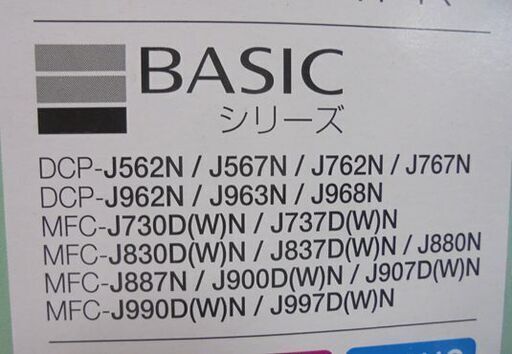 BASIC
シリーズ
DCP-J562N / J567N / J762N / J767N
DCP-J962N / J963N / J968N
MFC-J730D(W)N / J737D(W)N
MFC-J830D(W)N / J837D(W)N / J880N
MFC-J887N / J900D(W)N / J907D(W)N
MFC-J990D(W)N / J997D(W)N